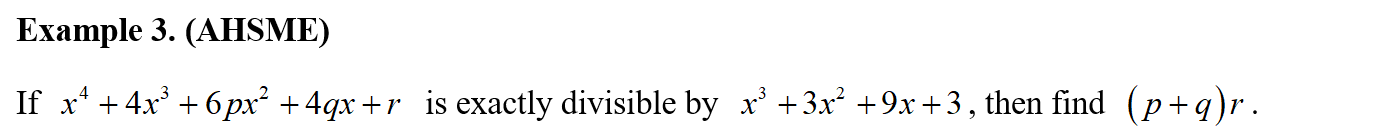 Example 3. (AHSME)
If x⁴ + 4x³ + 6px² + 4qx + r is exactly divisible by x³ + 3x² + 9x + 3, then find (p + q)r.